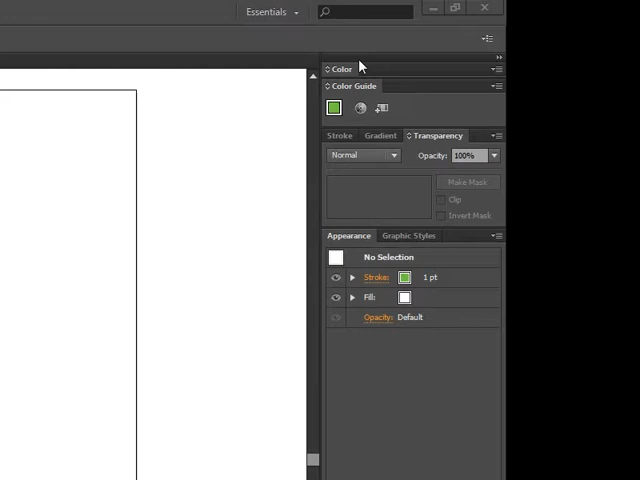 Essentials
Color
Color Guide
Stroke Gradient Transparency
Normal Opacity: 100%
Make Mask
Clip
Invert Mask
Appearance Graphic Styles
No Selection
Stroke: 1 pt
Fill:
Opacity: Default